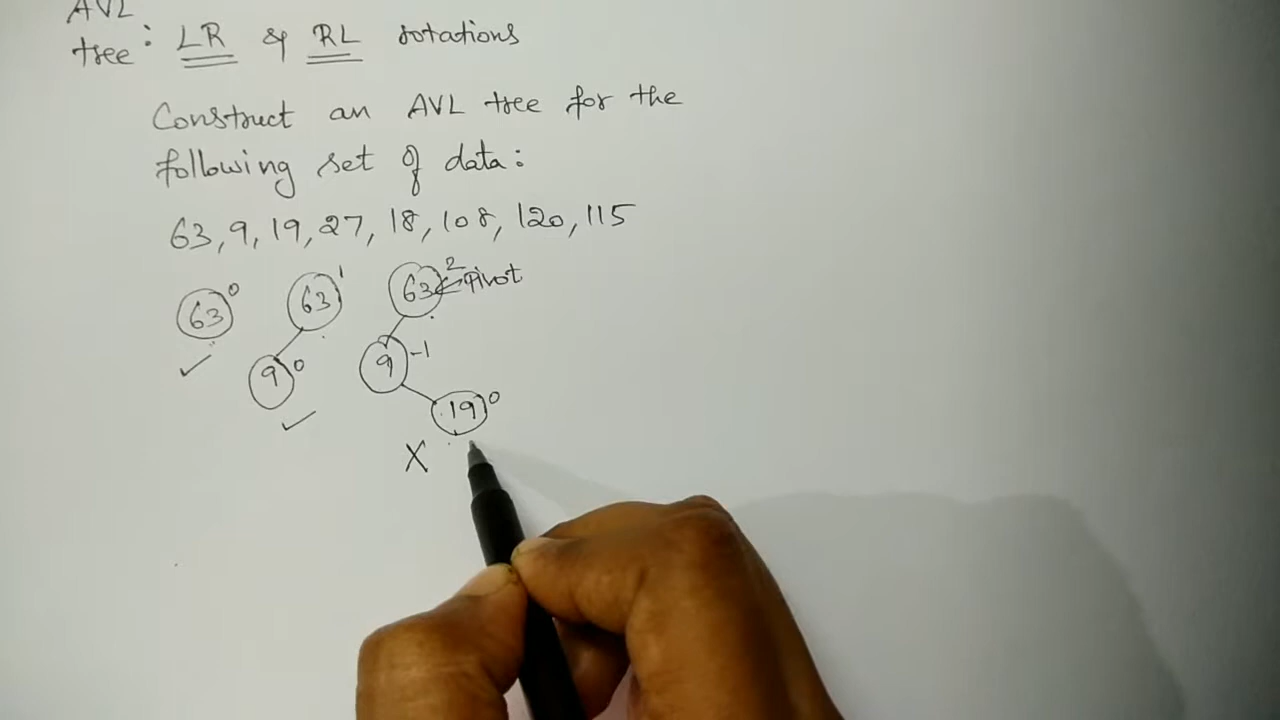 AVL
tree: LR & RL rotations
Construct an AVL tree for the
following set of data:
63, 9, 19, 27, 18, 108, 120, 115
63 0 63 1 63 2 Pivot
9 0 9 -1
19 0
X